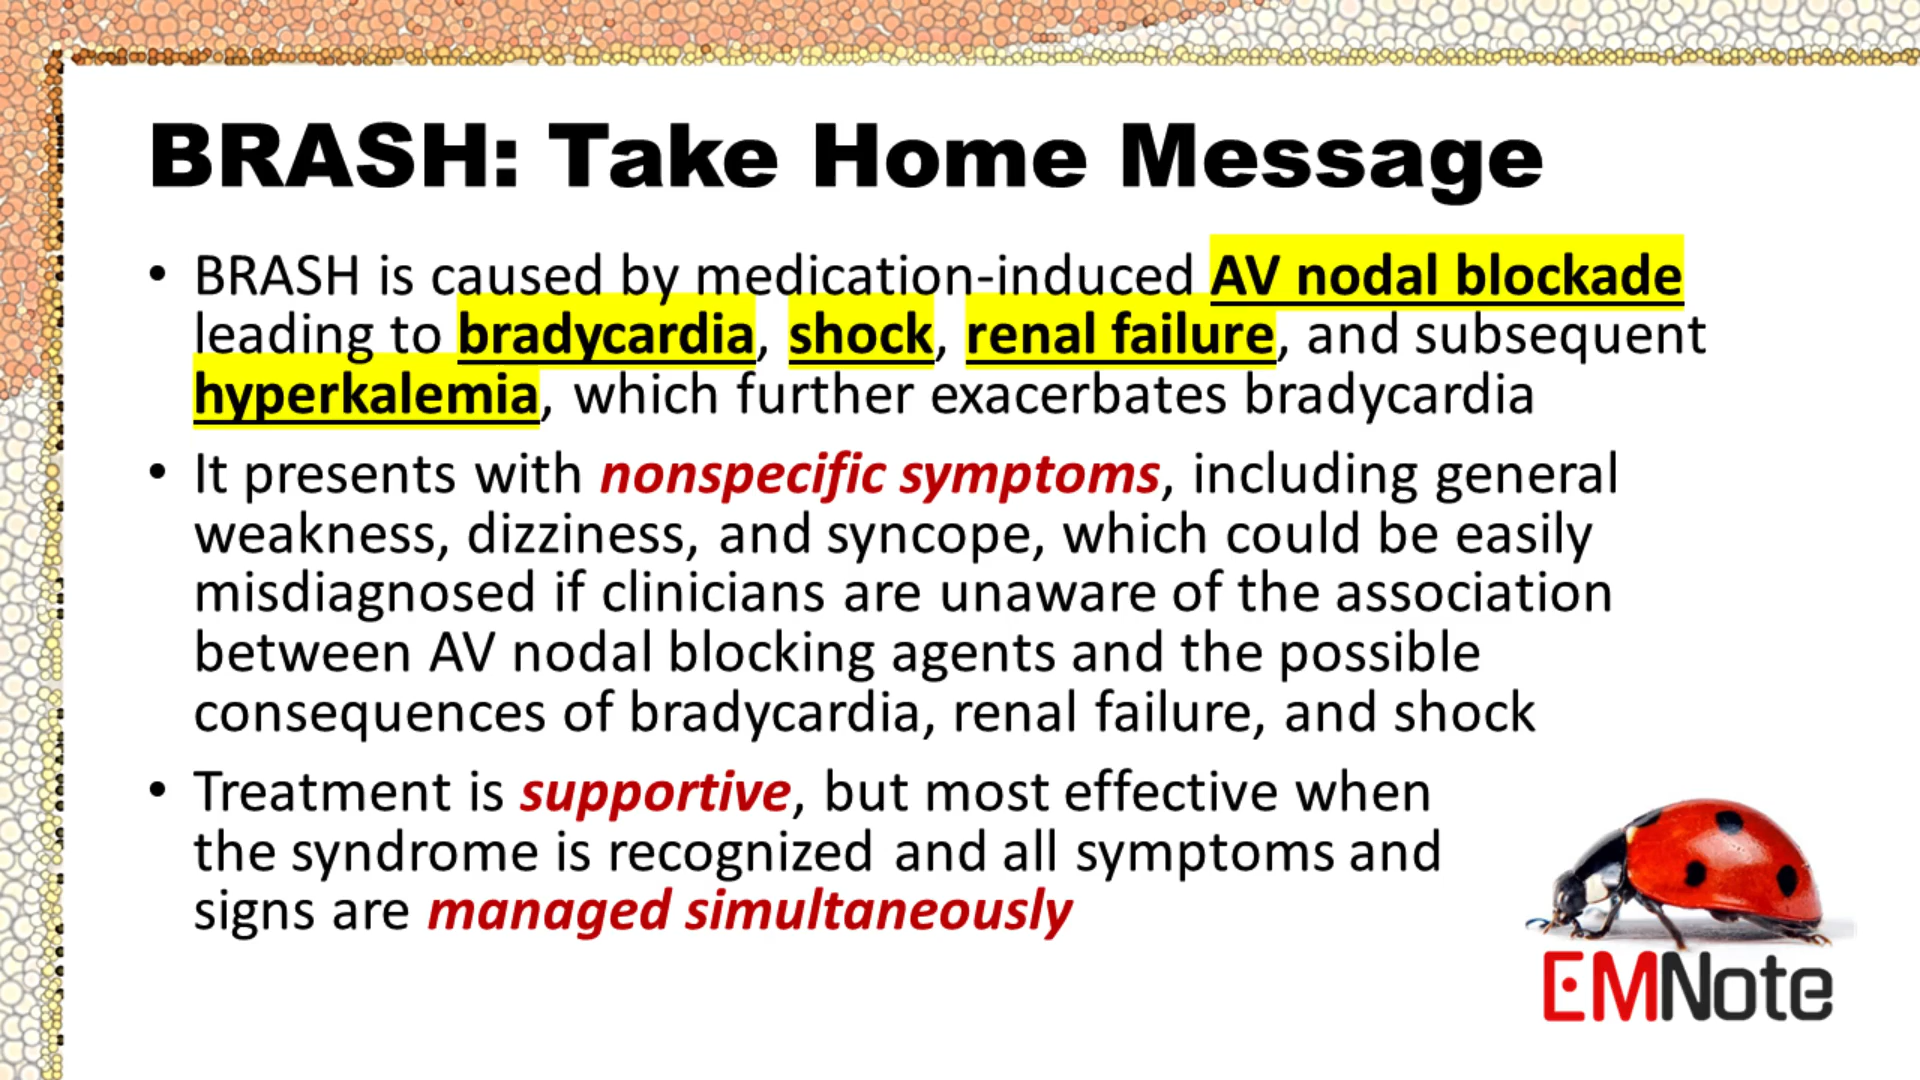 BRASH: Take Home Message
• BRASH is caused by medication-induced AV nodal blockade
leading to bradycardia, shock, renal failure, and subsequent
hyperkalemia, which further exacerbates bradycardia
• It presents with nonspecific symptoms, including general
weakness, dizziness, and syncope, which could be easily
misdiagnosed if clinicians are unaware of the association
between AV nodal blocking agents and the possible
consequences of bradycardia, renal failure, and shock
• Treatment is supportive, but most effective when
the syndrome is recognized and all symptoms and
signs are managed simultaneously
EMNote